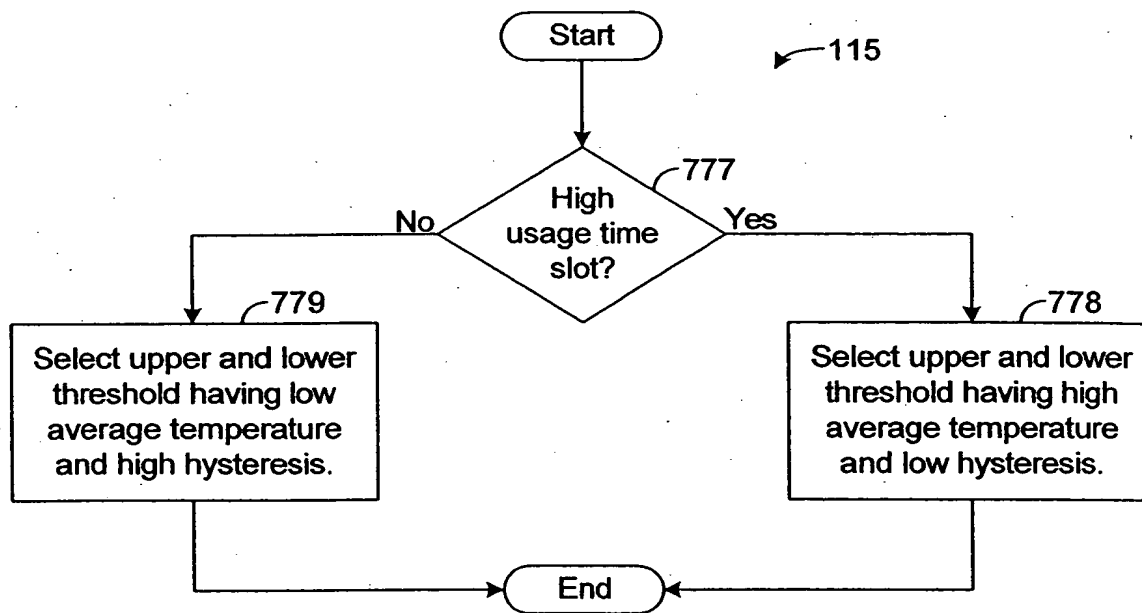 Start
115
777
High
usage time
slot?
No
Yes
779
Select upper and lower
threshold having low
average temperature
and high hysteresis.
778
Select upper and lower
threshold having high
average temperature
and low hysteresis.
End